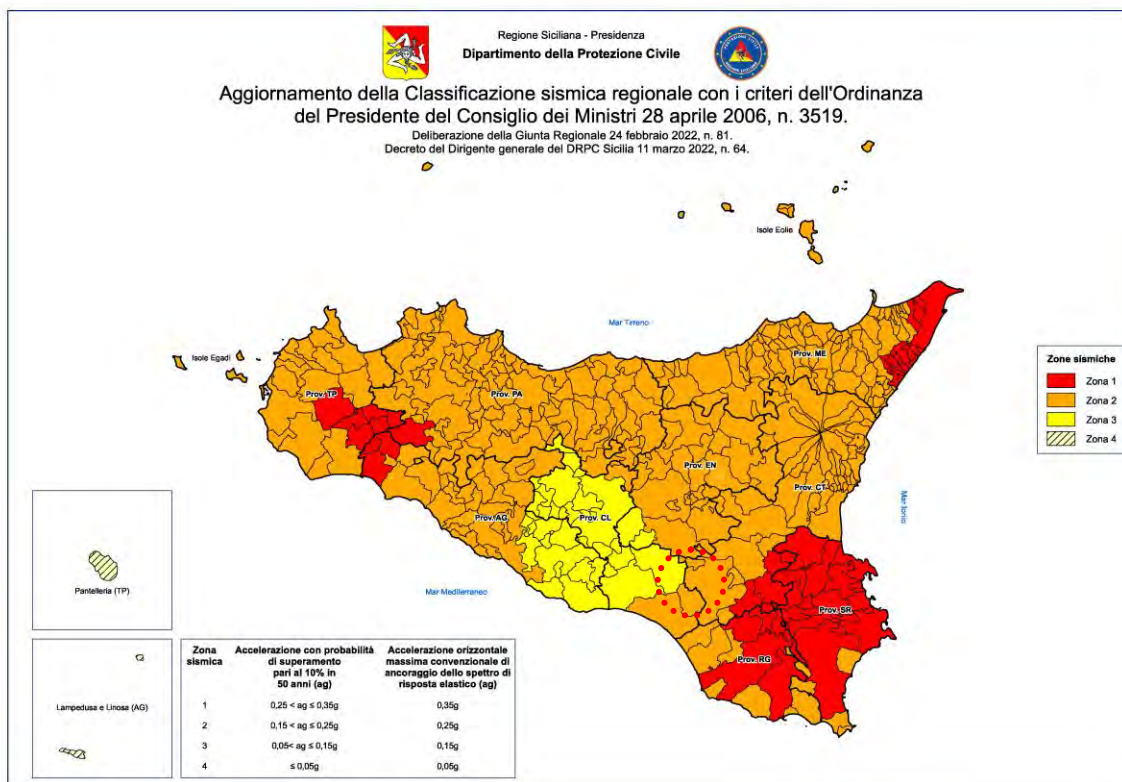 Regione Siciliana - Presidenza
Dipartimento della Protezione Civile
Aggiornamento della Classificazione sismica regionale con i criteri dell'Ordinanza
del Presidente del Consiglio dei Ministri 28 aprile 2006, n. 3519.
Deliberazione della Giunta Regionale 24 febbraio 2022, n. 81.
Decreto del Dirigente generale del DRPC Sicilia 11 marzo 2022, n. 64.
Isole Eolie
Mar Tirreno
Isole Egadi
Prov. ME
Prov. TP
Prov. PA
Prov. EN
Prov. CT
Prov. AG
Prov. CL
Mar Ionio
Mar Mediterraneo
Prov. SR
Prov. RG
Zone sismiche
Zona 1
Zona 2
Zona 3
Zona 4
Pantelleria (TP)
Lampedusa e Linosa (AG)
Zona sismica
Accelerazione con probabilità di superamento pari al 10% in 50 anni (ag)
Accelerazione orizzontale massima convenzionale di ancoraggio dello spettro di risposta elastico (ag)
1 0,25 < ag ≤ 0,35g 0,35g
2 0,15 < ag ≤ 0,25g 0,25g
3 0,05< ag ≤ 0,15g 0,15g
4 ≤ 0,05g 0,05g